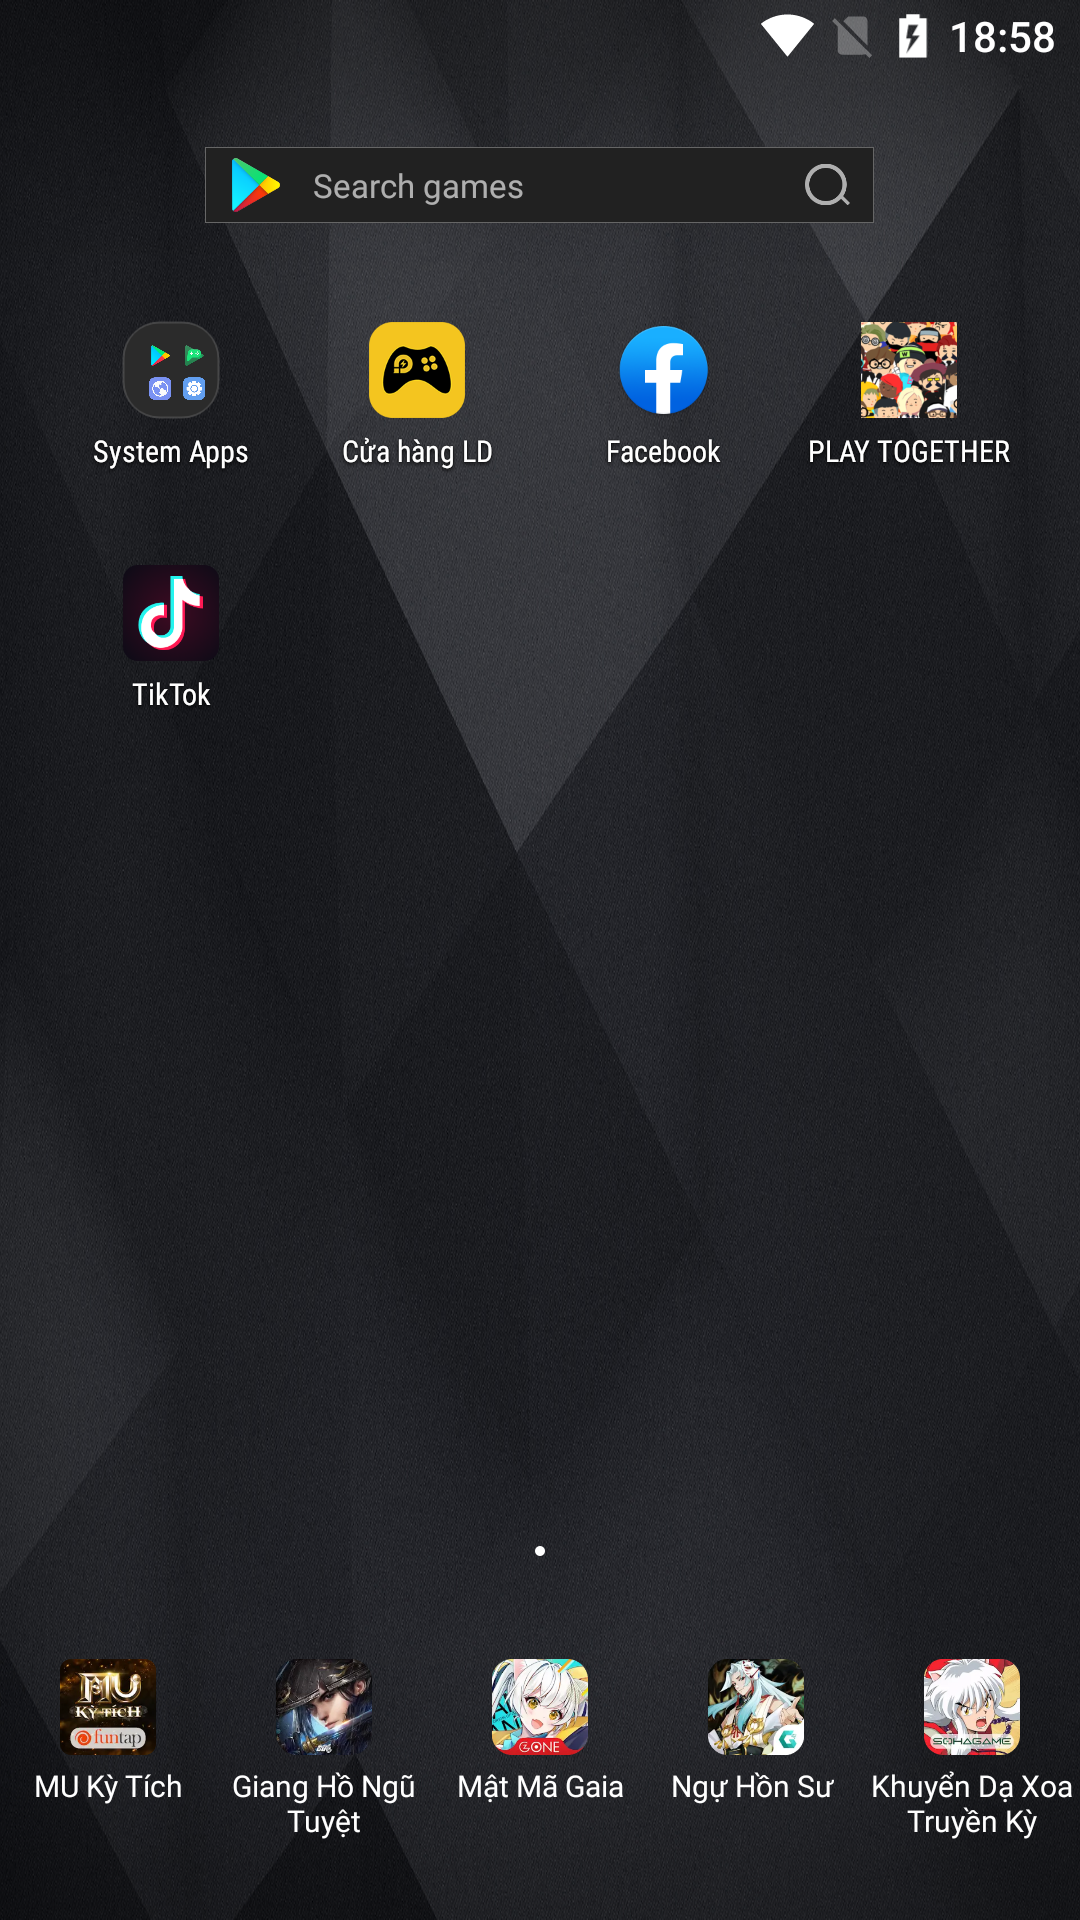 18:58
Search games
System Apps
Cửa hàng LD
Facebook
PLAY TOGETHER
TikTok
MU
KỲ TÍCH
funtap
GONE
SOHAGAME
MU Kỳ Tích
Giang Hồ Ngũ
Tuyệt
Mật Mã Gaia
Ngự Hồn Sư
Khuyển Dạ Xoa
Truyền Kỳ